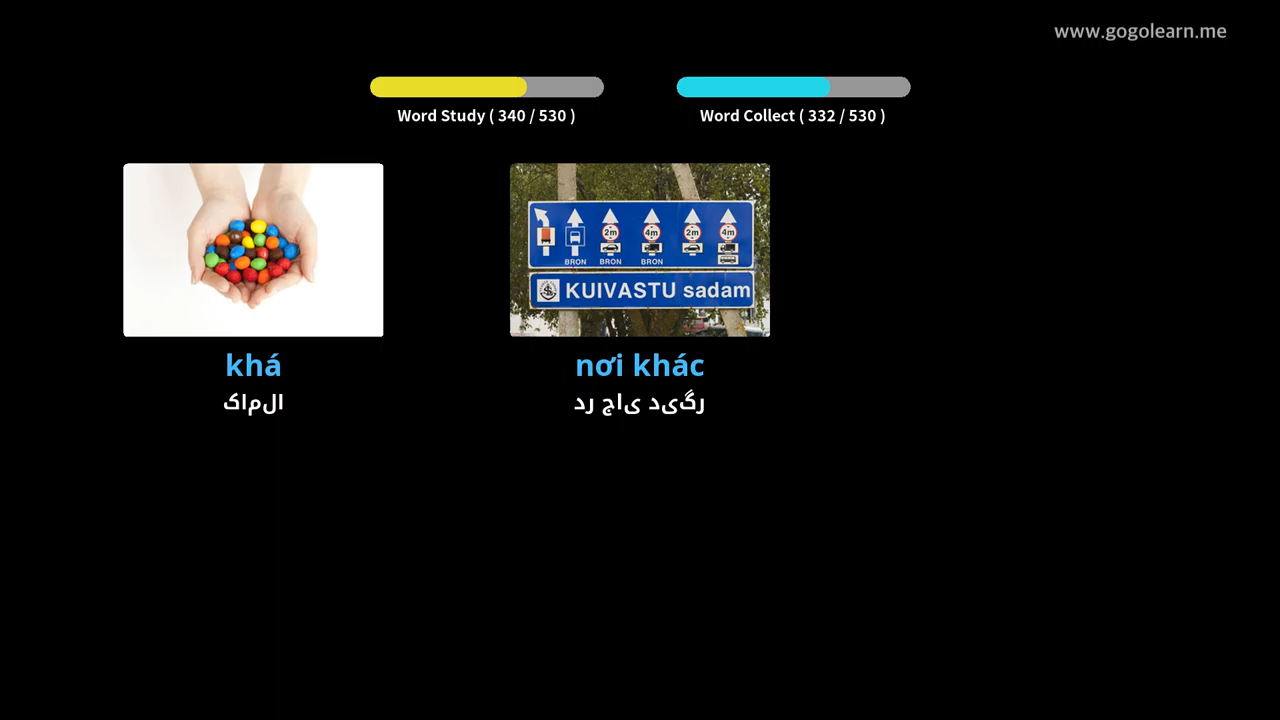 www.gogolearn.me
Word Study ( 340 / 530 )
Word Collect ( 332 / 530 )
BRON BRON BRON
2m 4m 2m 4m
KUIVASTU sadam
khá
الماک
nơi khác
رگید یاج رد